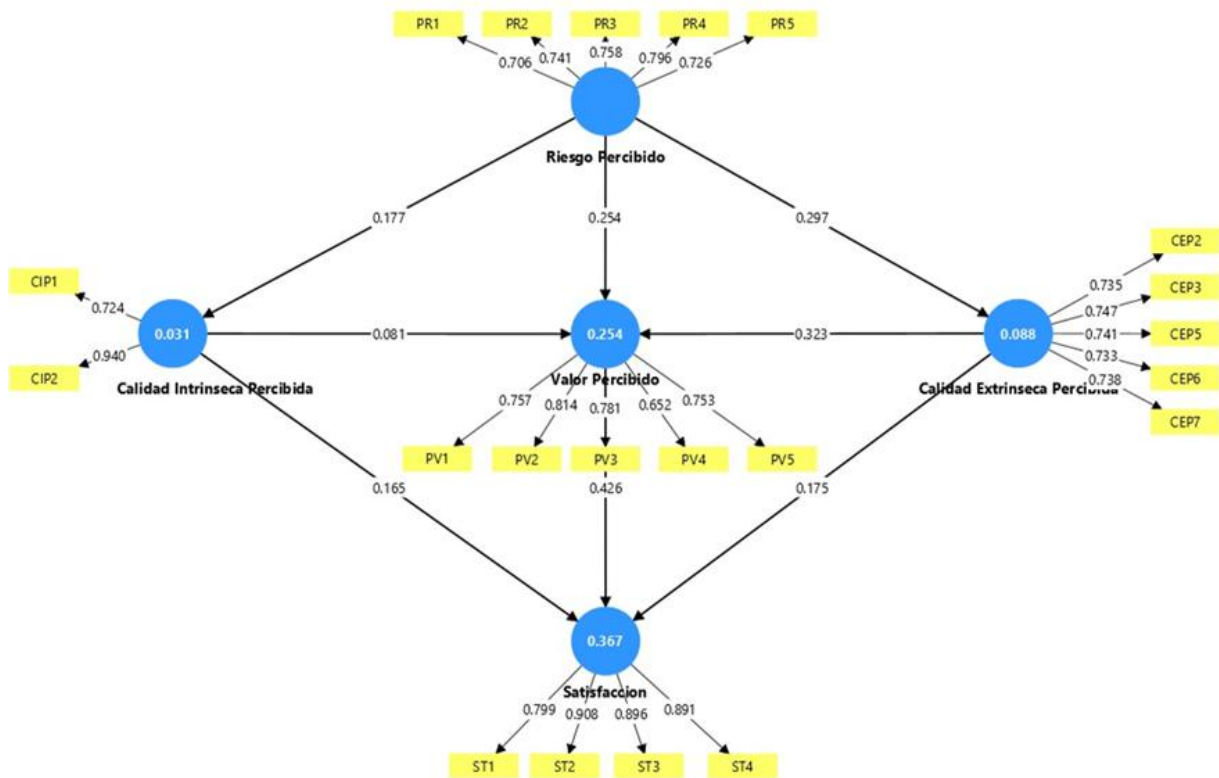 PR1 PR2 PR3 PR4 PR5
0.706 0.741 0.758 0.796 0.726
Riesgo Percibido
0.177 0.254 0.297
CEP2
CEP3
CEP5
CEP6
CEP7
0.735
0.747
0.741
0.733
0.738
CIP1
CIP2
0.724
0.940
0.031 0.081 0.254 0.323 0.088
Calidad Intrinseca Percibida
Valor Percibido
Calidad Extrinseca Percibida
0.757 0.814 0.781 0.652 0.753
PV1 PV2 PV3 PV4 PV5
0.165 0.426 0.175
0.367
Satisfaccion
0.799 0.908 0.896 0.891
ST1 ST2 ST3 ST4